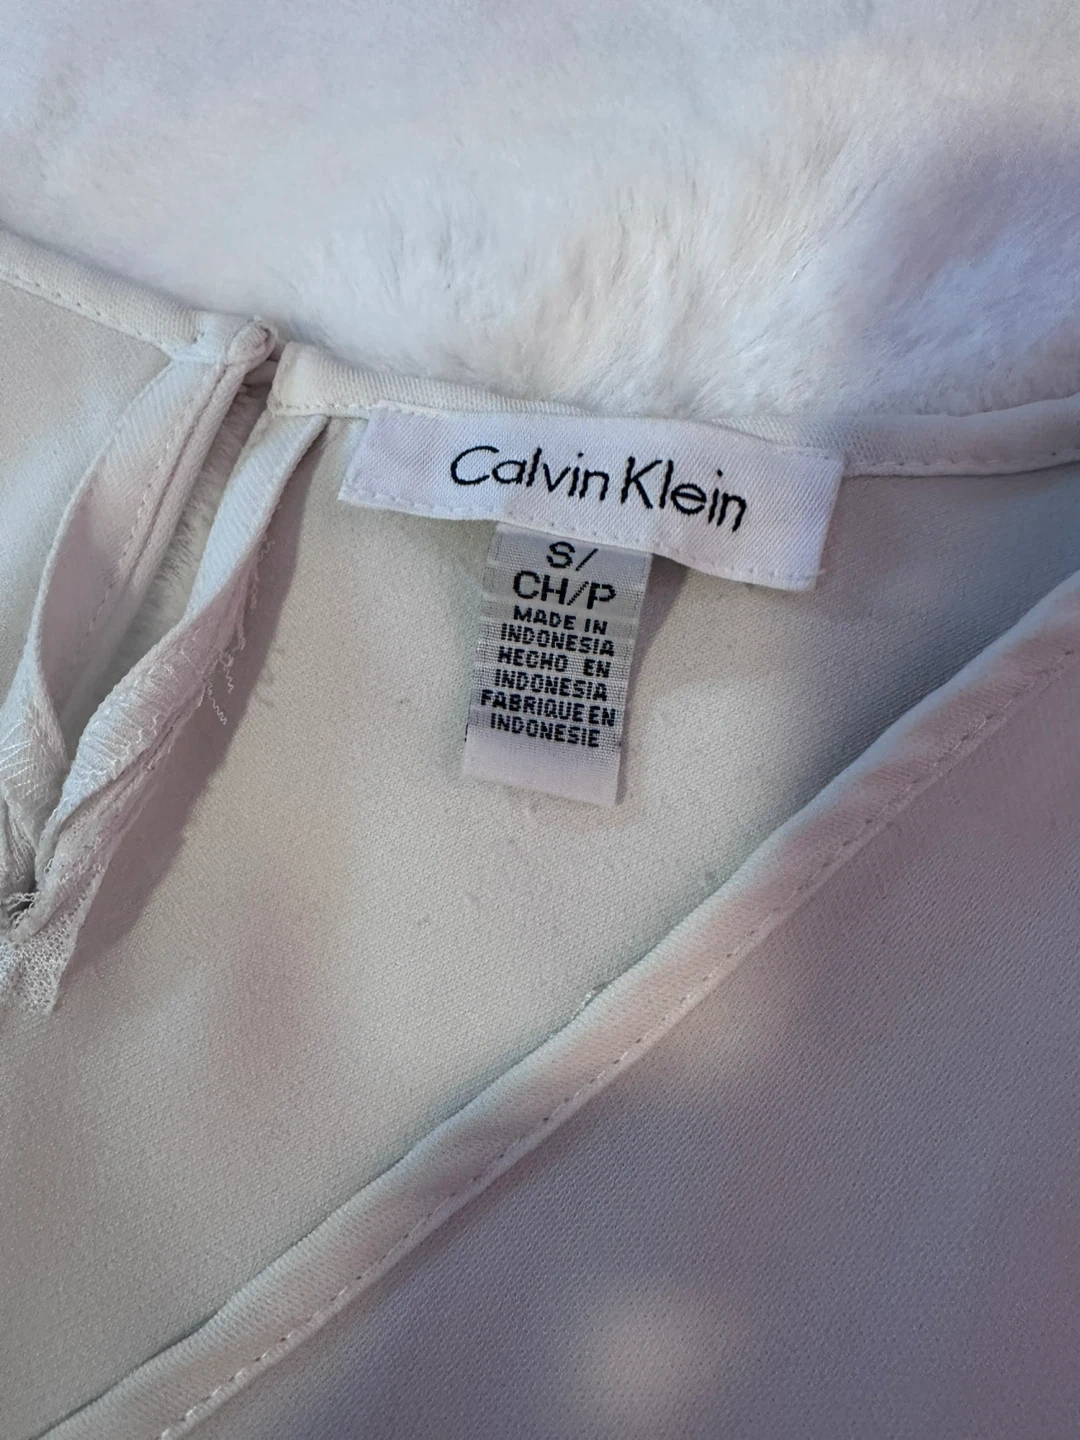 Calvin Klein
S/
CH/P
MADE IN
INDONESIA
HECHO EN
INDONESIA
FABRIQUE EN
INDONESIE